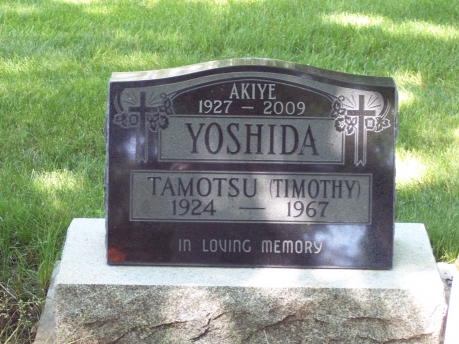 AKIYE
1927 — 2009
YOSHIDA
TAMOTSU (TIMOTHY)
1924 — 1967
IN LOVING MEMORY